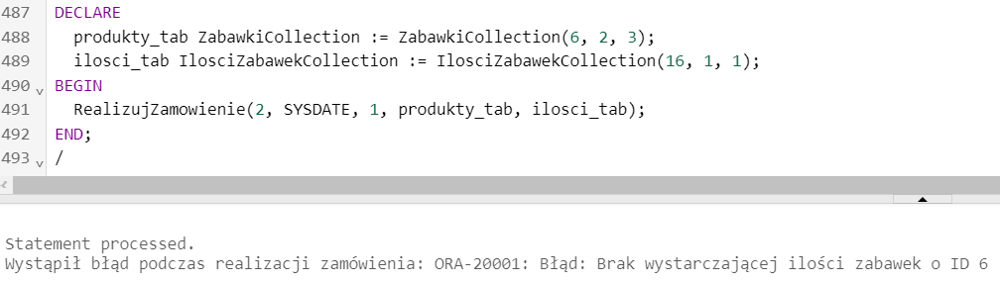 487 DECLARE
488 produkty_tab ZabawkiCollection := ZabawkiCollection(6, 2, 3);
489 ilosci_tab IlosciZabawekCollection := IlosciZabawekCollection(16, 1, 1);
490 BEGIN
491 RealizujZamowienie(2, SYSDATE, 1, produkty_tab, ilosci_tab);
492 END;
493 /
Statement processed.
Wystąpił błąd podczas realizacji zamówienia: ORA-20001: Błąd: Brak wystarczającej ilości zabawek o ID 6